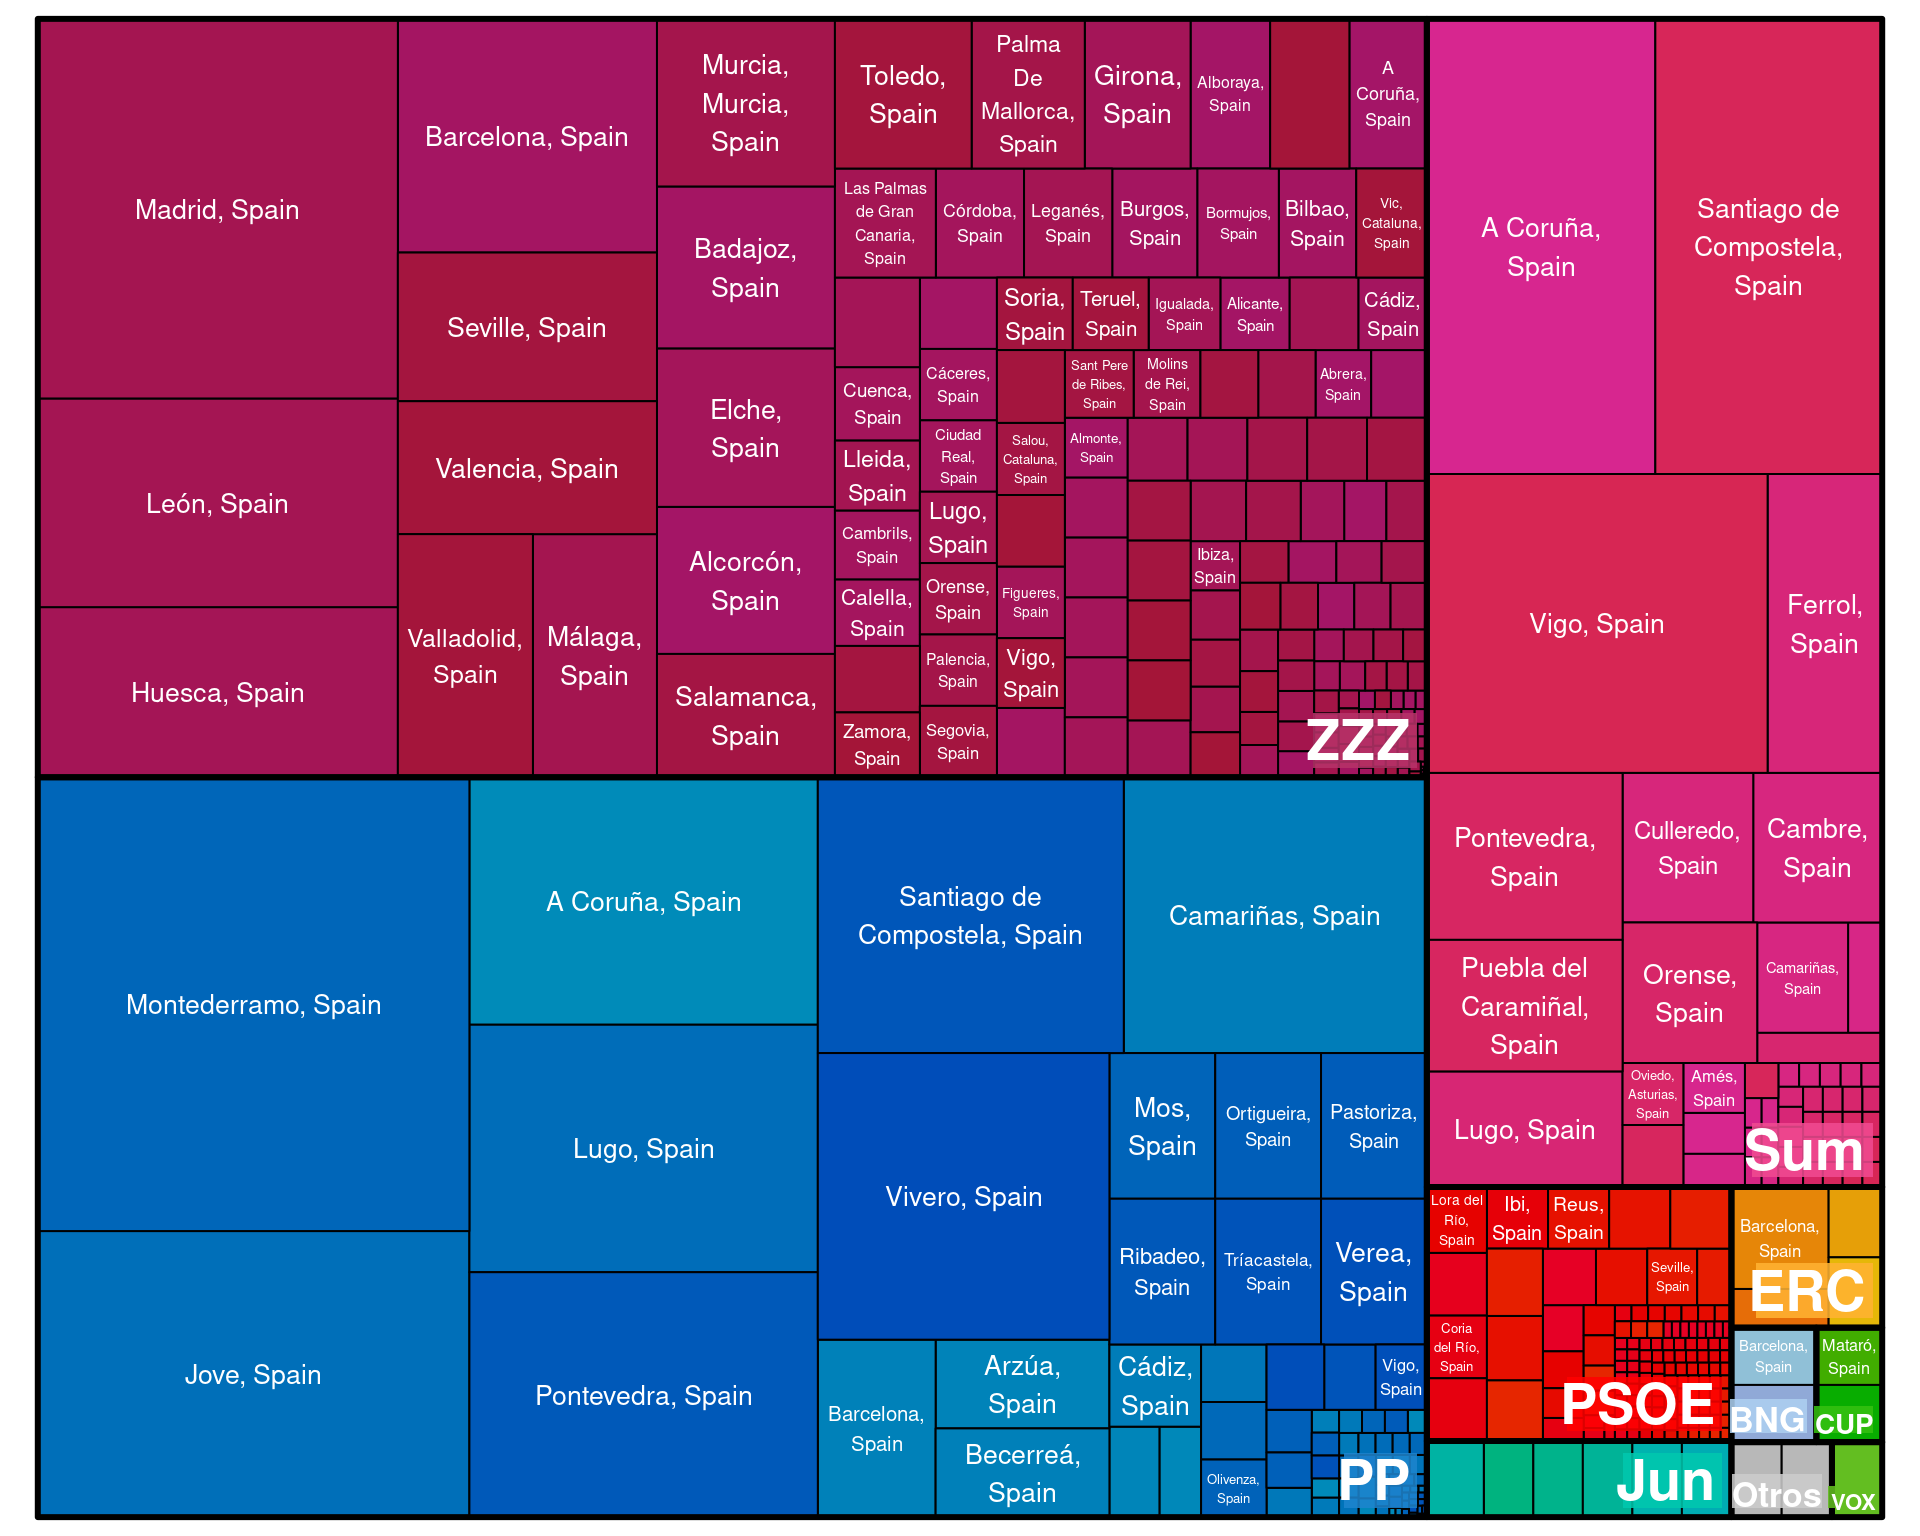 Madrid, Spain
León, Spain
Huesca, Spain
Barcelona, Spain
Seville, Spain
Valencia, Spain
Valladolid,
Spain
Málaga,
Spain
Murcia,
Murcia,
Spain
Badajoz,
Spain
Elche,
Spain
Alcorcón,
Spain
Salamanca,
Spain
Toledo,
Spain
Palma
De
Mallorca,
Spain
Girona,
Spain
Alboraya,
Spain
A
Coruña,
Spain
Las Palmas
de Gran
Canaria,
Spain
Córdoba,
Spain
Leganés,
Spain
Burgos,
Spain
Bormujos,
Spain
Bilbao,
Spain
Vic,
Cataluna,
Spain
Cuenca,
Spain
Lleida,
Spain
Cambrils,
Spain
Calella,
Spain
Zamora,
Spain
Cáceres,
Spain
Ciudad
Real,
Spain
Lugo,
Spain
Orense,
Spain
Palencia,
Spain
Segovia,
Spain
Soria,
Spain
Teruel,
Spain
Igualada,
Spain
Alicante,
Spain
Cádiz,
Spain
Salou,
Cataluna,
Spain
Figueres,
Spain
Vigo,
Spain
Sant Pere
de Ribes,
Spain
Molins
de Rei,
Spain
Abrera,
Spain
Almonte,
Spain
Ibiza,
Spain
ZZZ
Montederramo, Spain
Jove, Spain
A Coruña, Spain
Lugo, Spain
Pontevedra, Spain
Santiago de
Compostela, Spain
Camariñas, Spain
Vivero, Spain
Mos,
Spain
Ortigueira,
Spain
Pastoriza,
Spain
Ribadeo,
Spain
Tríacastela,
Spain
Verea,
Spain
Barcelona,
Spain
Arzúa,
Spain
Becerreá,
Spain
Cádiz,
Spain
Olivenza,
Spain
Vigo,
Spain
PP
A Coruña,
Spain
Santiago de
Compostela,
Spain
Vigo, Spain
Ferrol,
Spain
Pontevedra,
Spain
Puebla del
Caramiñal,
Spain
Lugo, Spain
Culleredo,
Spain
Cambre,
Spain
Orense,
Spain
Camariñas,
Spain
Oviedo,
Asturias,
Spain
Amés,
Spain
Sum
Lora del
Río,
Spain
Ibi,
Spain
Reus,
Spain
Coria
del Río,
Spain
Seville,
Spain
PSOE
Barcelona,
Spain
ERC
Barcelona,
Spain
BNG
Mataró,
Spain
CUP
Jun
Otros
VOX